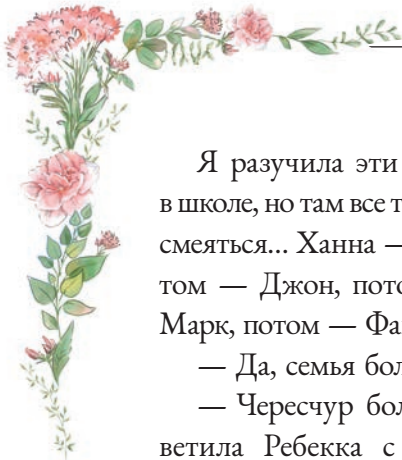 Я разучила эти
в школе, но там все т
смеяться... Ханна —
том — Джон, пото
Марк, потом — Фа
— Да, семья бол
— Чересчур бол
ветила Ребекка с